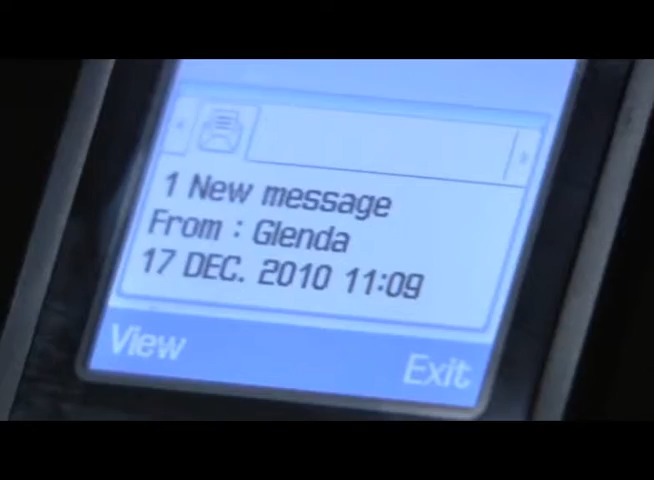 1 New message
From : Glenda
17 DEC. 2010 11:09
View
Exit